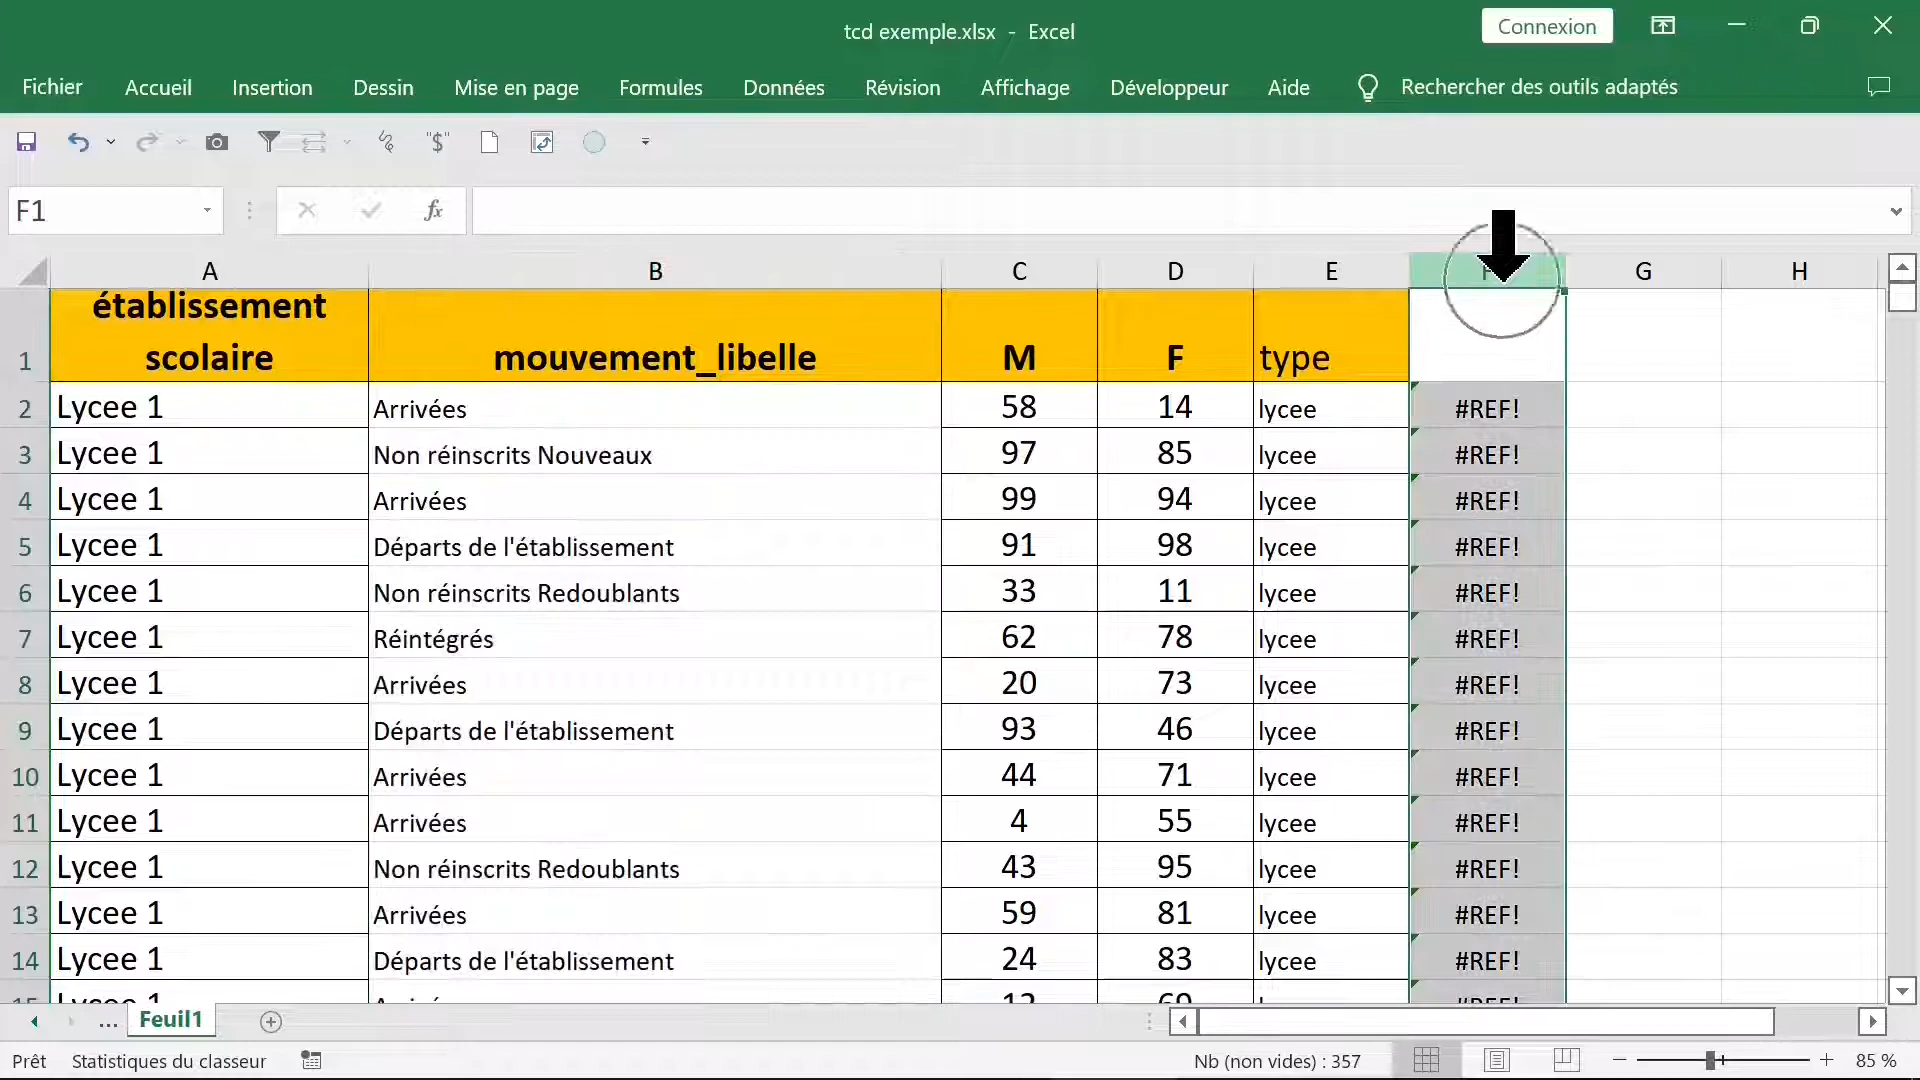 tcd exemple.xlsx - Excel
Connexion
Fichier Accueil Insertion Dessin Mise en page Formules Données Révision Affichage Développeur Aide Rechercher des outils adaptés
"$"
F1 fx
A B C D E F G H
1 établissement
scolaire mouvement_libelle M F type
2 Lycee 1 Arrivées 58 14 lycee #REF!
3 Lycee 1 Non réinscrits Nouveaux 97 85 lycee #REF!
4 Lycee 1 Arrivées 99 94 lycee #REF!
5 Lycee 1 Départs de l'établissement 91 98 lycee #REF!
6 Lycee 1 Non réinscrits Redoublants 33 11 lycee #REF!
7 Lycee 1 Réintégrés 62 78 lycee #REF!
8 Lycee 1 Arrivées 20 73 lycee #REF!
9 Lycee 1 Départs de l'établissement 93 46 lycee #REF!
10 Lycee 1 Arrivées 44 71 lycee #REF!
11 Lycee 1 Arrivées 4 55 lycee #REF!
12 Lycee 1 Non réinscrits Redoublants 43 95 lycee #REF!
13 Lycee 1 Arrivées 59 81 lycee #REF!
14 Lycee 1 Départs de l'établissement 24 83 lycee #REF!
... Feuil1
Prêt Statistiques du classeur Nb (non vides) : 357 85 %